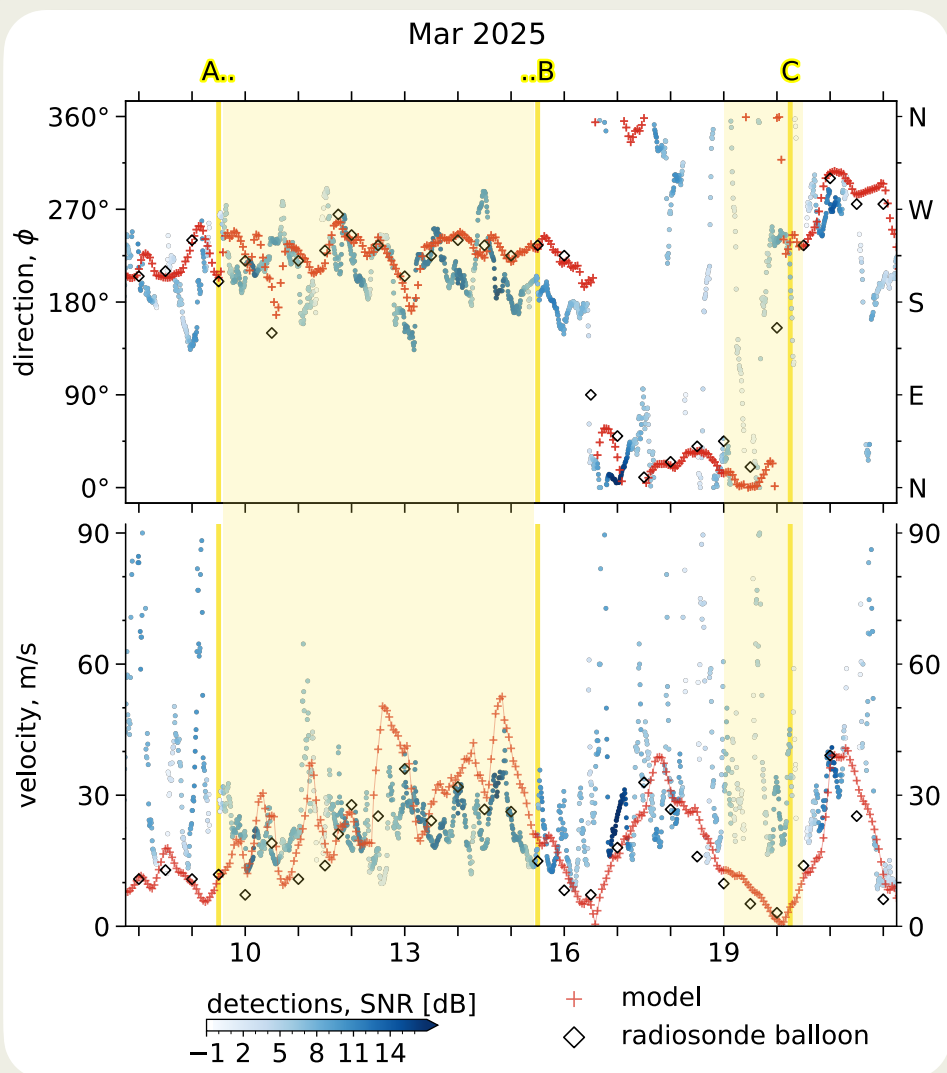 Mar 2025
A.. ..B C
360° N
270° W
180° S
90° E
0° N
direction, ϕ
90 90
60 60
30 30
0 0
velocity, m/s
10 13 16 19
detections, SNR [dB]
−1 2 5 8 11 14
model
radiosonde balloon